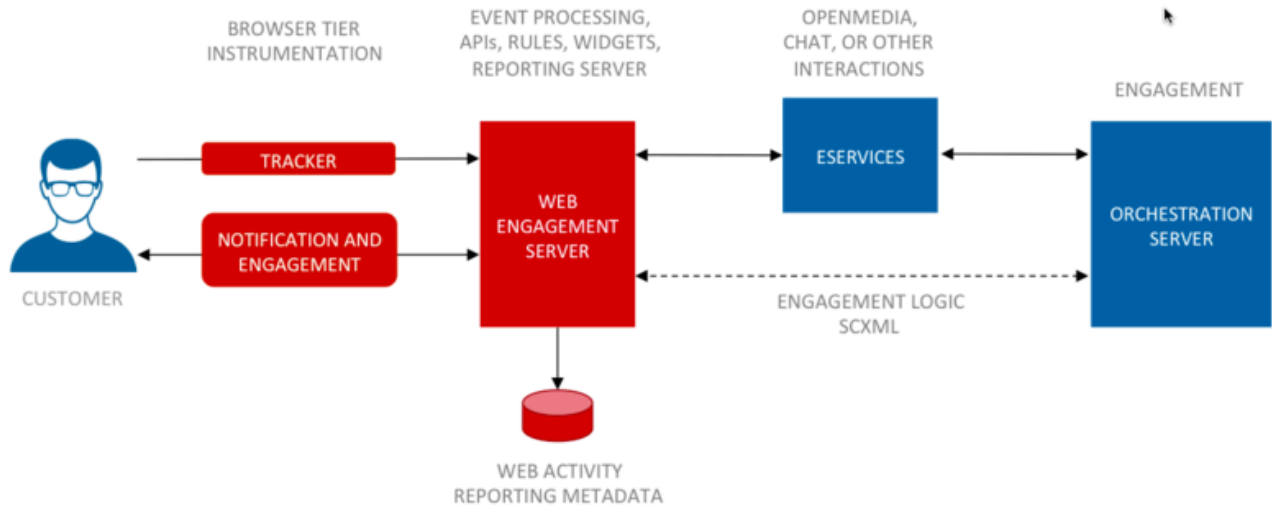 BROWSER TIER
INSTRUMENTATION
EVENT PROCESSING,
APIs, RULES, WIDGETS,
REPORTING SERVER
OPENMEDIA,
CHAT, OR OTHER
INTERACTIONS
ENGAGEMENT
TRACKER
NOTIFICATION AND
ENGAGEMENT
CUSTOMER
WEB
ENGAGEMENT
SERVER
ESERVICES
ORCHESTRATION
SERVER
ENGAGEMENT LOGIC
SCXML
WEB ACTIVITY
REPORTING METADATA